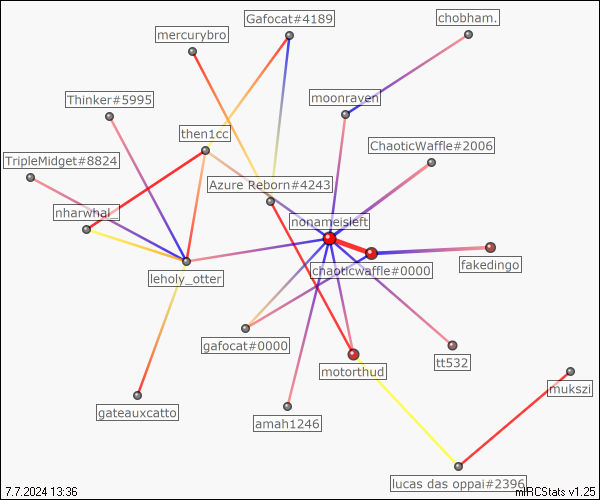 Gafocat#4189
chobham.
mercurybro
Thinker#5995
moonraven
then1cc
ChaoticWaffle#2006
TripleMidget#8824
Azure Reborn#4243
nharwhal_
nonameisleft
leholy_otter
chaoticwaffle#0000
fakedingo
gafocat#0000
tt532
motorthud
mukszi
gateauxcatto
amah1246
lucas das oppai#2396
7.7.2024 13:36
mIRCStats v1.25